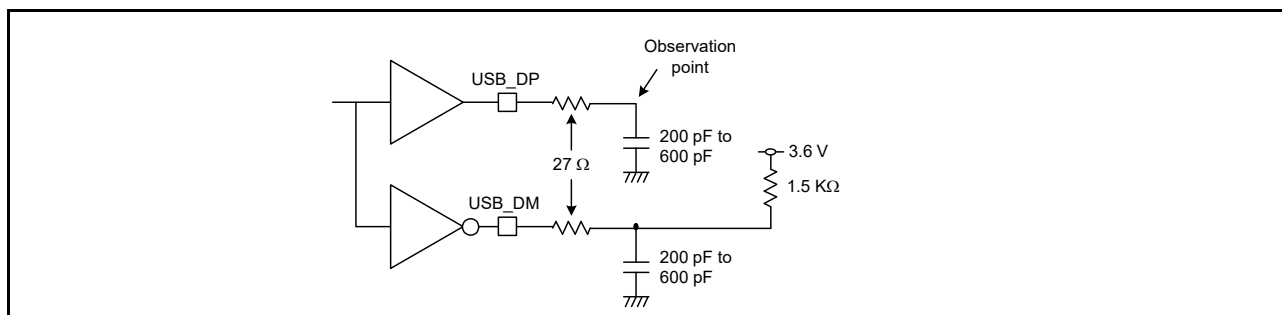 Observation
point
USB_DP
200 pF to
600 pF
27 Ω
3.6 V
1.5 KΩ
USB_DM
200 pF to
600 pF